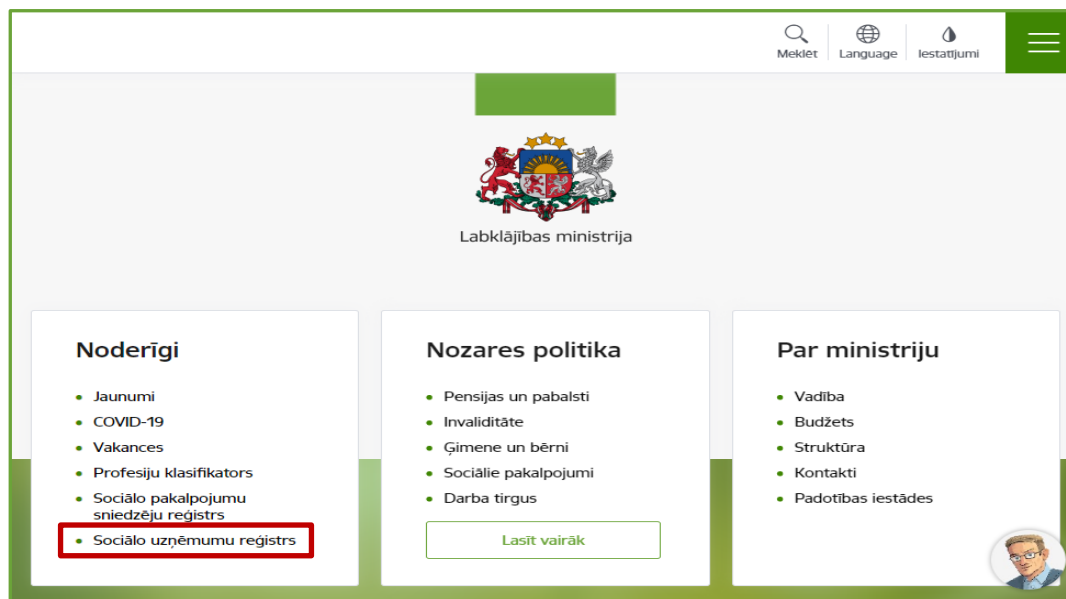 Meklēt
Language
Iestatījumi
Labklājības ministrija
Noderīgi
Jaunumi
COVID-19
Vakances
Profesiju klasifikators
Sociālo pakalpojumu
sniedzēju reģistrs
Sociālo uzņēmumu reģistrs
Nozares politika
Pensijas un pabalsti
Invaliditāte
Ģimene un bērni
Sociālie pakalpojumi
Darba tirgus
Lasīt vairāk
Par ministriju
Vadība
Budžets
Struktūra
Kontakti
Padotības iestādes